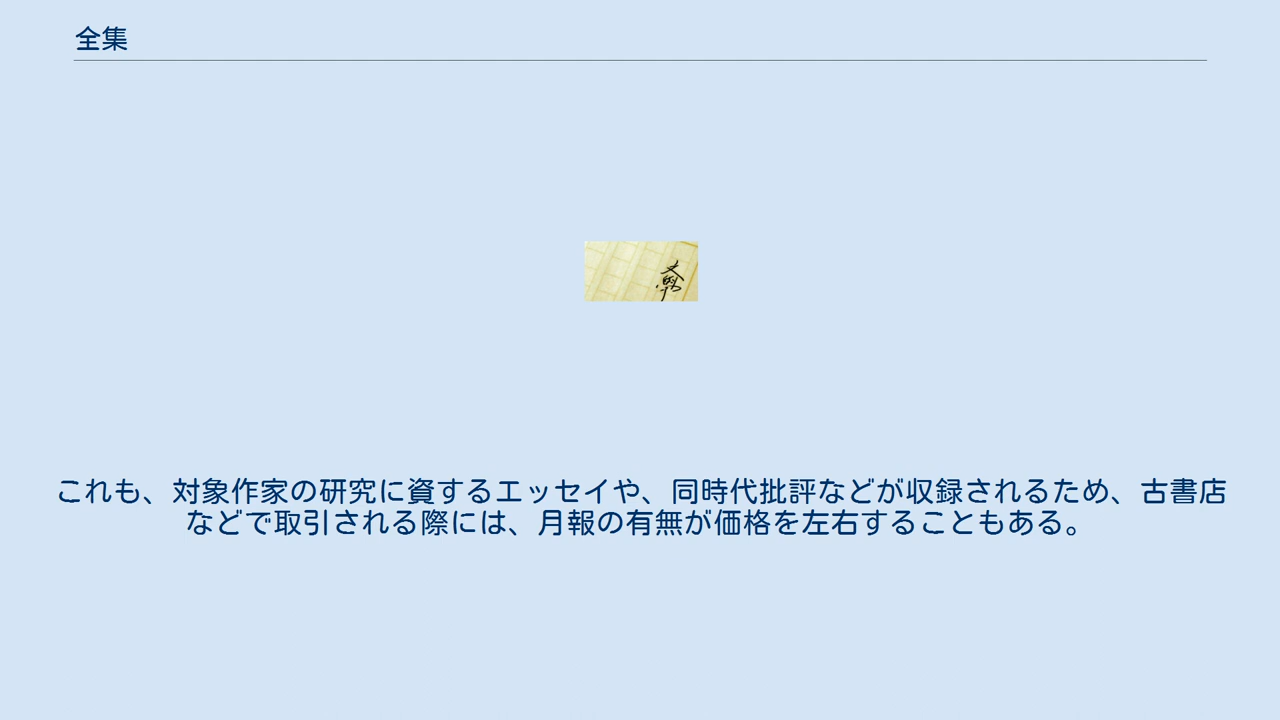 全集
これも、対象作家の研究に資するエッセイや、同時代批評などが収録されるため、古書店
などで取引される際には、月報の有無が価格を左右することもある。